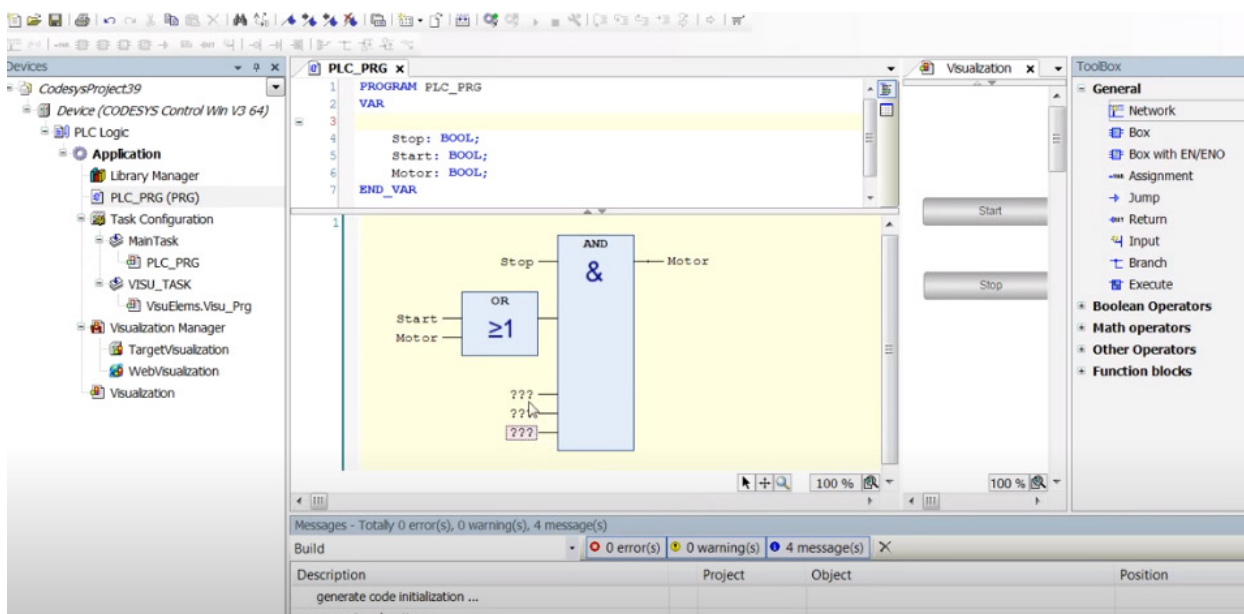 Devices
CodesysProject39
Device (CODESYS Control Win V3 64)
PLC Logic
Application
Library Manager
PLC_PRG (PRG)
Task Configuration
MainTask
PLC_PRG
VISU_TASK
VisuElems.Visu_Prg
Visualization Manager
TargetVisualization
WebVisualization
Visualization
PLC_PRG x
1 PROGRAM PLC_PRG
2 VAR
3
4 Stop: BOOL;
5 Start: BOOL;
6 Motor: BOOL;
7 END_VAR
1
AND
&
Stop
Motor
OR
≥1
Start
Motor
???
???
???
100 %
Visualization x
Start
Stop
100 %
ToolBox
General
Network
Box
Box with EN/ENO
Assignment
Jump
Return
Input
Branch
Execute
Boolean Operators
Math operators
Other Operators
Function blocks
Messages - Totally 0 error(s), 0 warning(s), 4 message(s)
Build
0 error(s)
0 warning(s)
4 message(s)
Description Project Object Position
generate code initialization ...